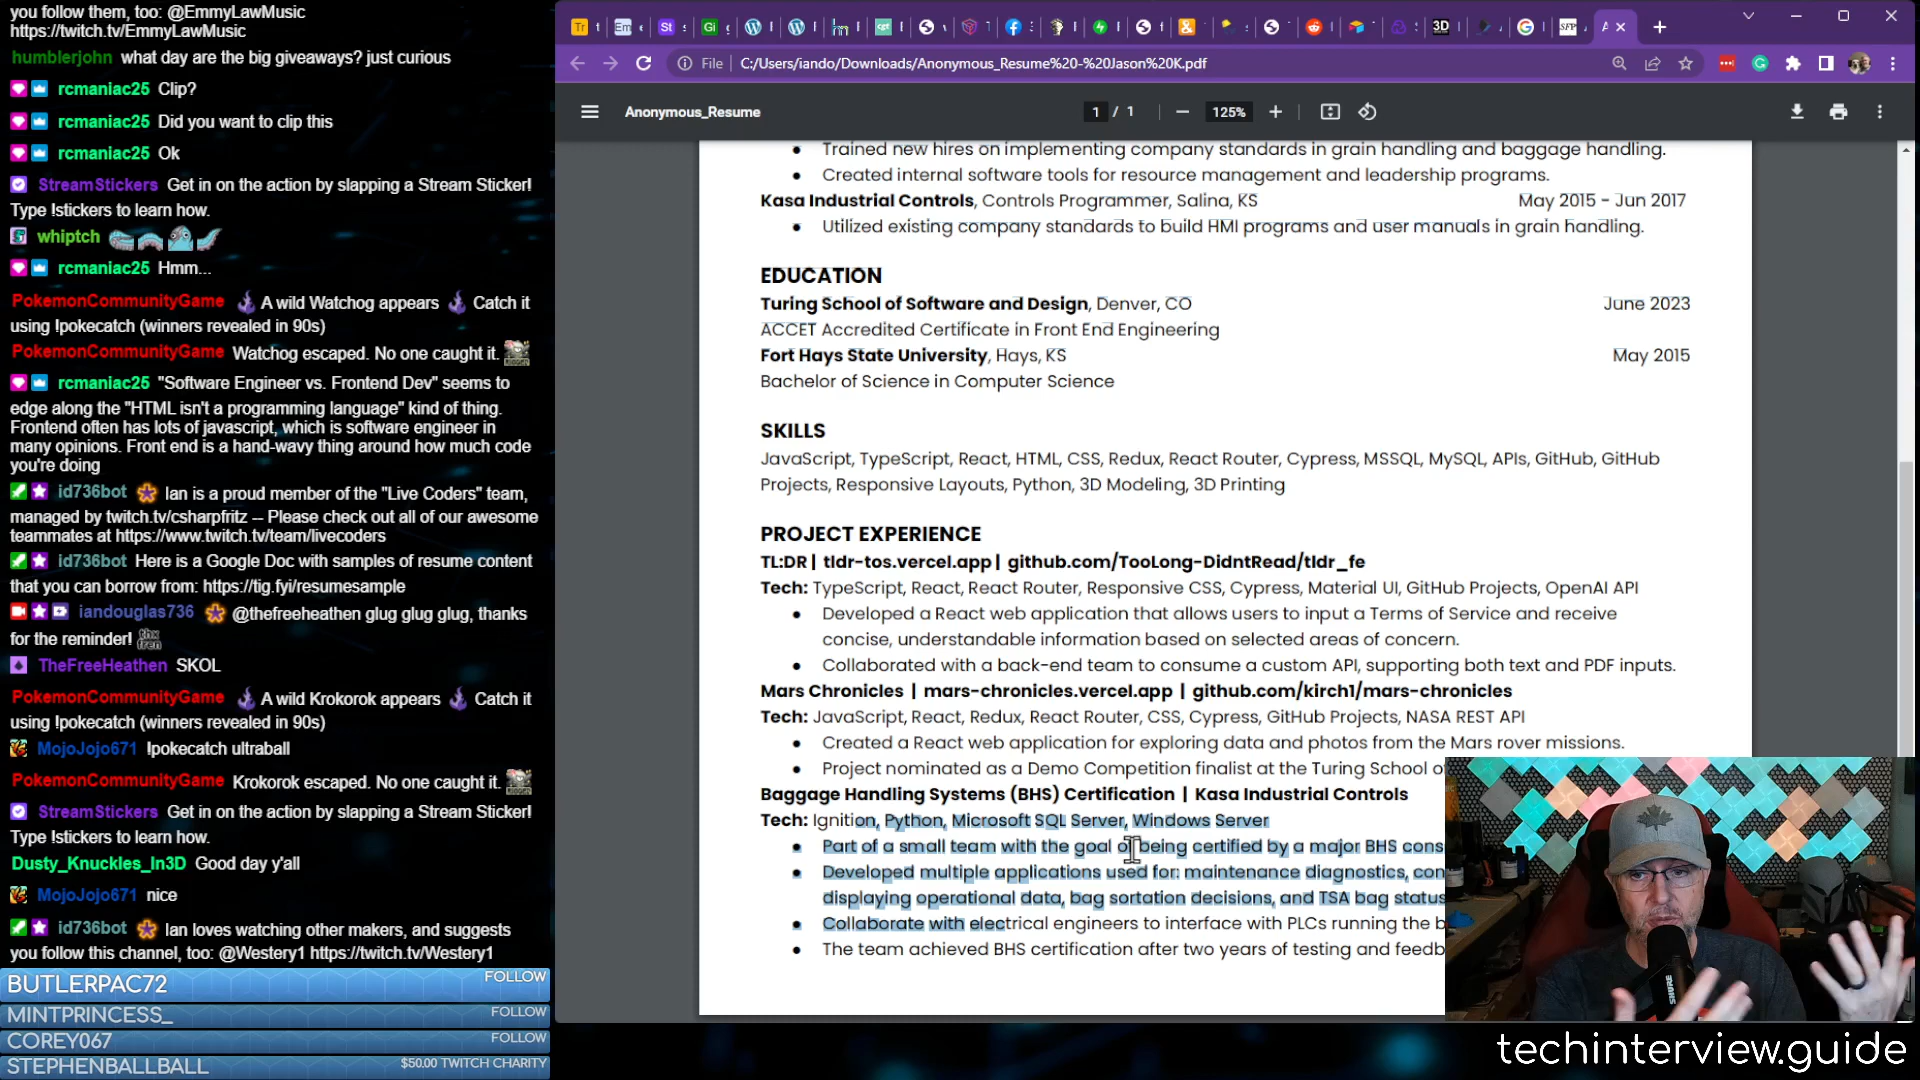 you follow them, too: @EmmyLawMusic
https://twitch.tv/EmmyLawMusic
humblerjohn what day are the big giveaways? just curious
rcmaniac25 Clip?
rcmaniac25 Did you want to clip this
rcmaniac25 Ok
StreamStickers Get in on the action by slapping a Stream Sticker!
Type !stickers to learn how.
whiptch
rcmaniac25 Hmm...
PokemonCommunityGame A wild Watchog appears Catch it
using !pokecatch (winners revealed in 90s)
PokemonCommunityGame Watchog escaped. No one caught it.
rcmaniac25 "Software Engineer vs. Frontend Dev" seems to
edge along the "HTML isn't a programming language" kind of thing.
Frontend often has lots of javascript, which is software engineer in
many opinions. Front end is a hand-wavy thing around how much code
you're doing
id736bot Ian is a proud member of the "Live Coders" team,
managed by twitch.tv/csharpfritz -- Please check out all of our awesome
teammates at https://www.twitch.tv/team/livecoders
id736bot Here is a Google Doc with samples of resume content
that you can borrow from: https://tig.fyi/resumesample
iandouglas736 @thefreeheathen glug glug glug, thanks
for the reminder!
TheFreeHeathen SKOL
PokemonCommunityGame A wild Krokorok appears Catch it
using !pokecatch (winners revealed in 90s)
MojoJojo671 !pokecatch ultraball
PokemonCommunityGame Krokorok escaped. No one caught it.
StreamStickers Get in on the action by slapping a Stream Sticker!
Type !stickers to learn how.
Dusty_Knuckles_In3D Good day y'all
MojoJojo671 nice
id736bot Ian loves watching other makers, and suggests
you follow this channel, too: @Westery1 https://twitch.tv/Westery1
BUTLERPAC72 FOLLOW
MINTPRINCESS_ FOLLOW
COREY067 FOLLOW
STEPHENBALLBALL $50.00 TWITCH CHARITY
File C:/Users/iando/Downloads/Anonymous_Resume%20-%20Jason%20K.pdf
Anonymous_Resume 1 / 1 125%
Trained new hires on implementing company standards in grain handling and baggage handling.
Created internal software tools for resource management and leadership programs.
Kasa Industrial Controls, Controls Programmer, Salina, KS May 2015 - Jun 2017
Utilized existing company standards to build HMI programs and user manuals in grain handling.
EDUCATION
Turing School of Software and Design, Denver, CO June 2023
ACCET Accredited Certificate in Front End Engineering
Fort Hays State University, Hays, KS May 2015
Bachelor of Science in Computer Science
SKILLS
JavaScript, TypeScript, React, HTML, CSS, Redux, React Router, Cypress, MSSQL, MySQL, APIs, GitHub, GitHub
Projects, Responsive Layouts, Python, 3D Modeling, 3D Printing
PROJECT EXPERIENCE
TL:DR | tldr-tos.vercel.app | github.com/TooLong-DidntRead/tldr_fe
Tech: TypeScript, React, React Router, Responsive CSS, Cypress, Material UI, GitHub Projects, OpenAI API
Developed a React web application that allows users to input a Terms of Service and receive
concise, understandable information based on selected areas of concern.
Collaborated with a back-end team to consume a custom API, supporting both text and PDF inputs.
Mars Chronicles | mars-chronicles.vercel.app | github.com/kirch1/mars-chronicles
Tech: JavaScript, React, Redux, React Router, CSS, Cypress, GitHub Projects, NASA REST API
Created a React web application for exploring data and photos from the Mars rover missions.
Project nominated as a Demo Competition finalist at the Turing School o
Baggage Handling Systems (BHS) Certification | Kasa Industrial Controls
Tech: Ignition, Python, Microsoft SQL Server, Windows Server
Part of a small team with the goal of being certified by a major BHS cons
Developed multiple applications used for: maintenance diagnostics, con
displaying operational data, bag sortation decisions, and TSA bag status
Collaborate with electrical engineers to interface with PLCs running the b
The team achieved BHS certification after two years of testing and feedb
SHURE
techinterview.guide